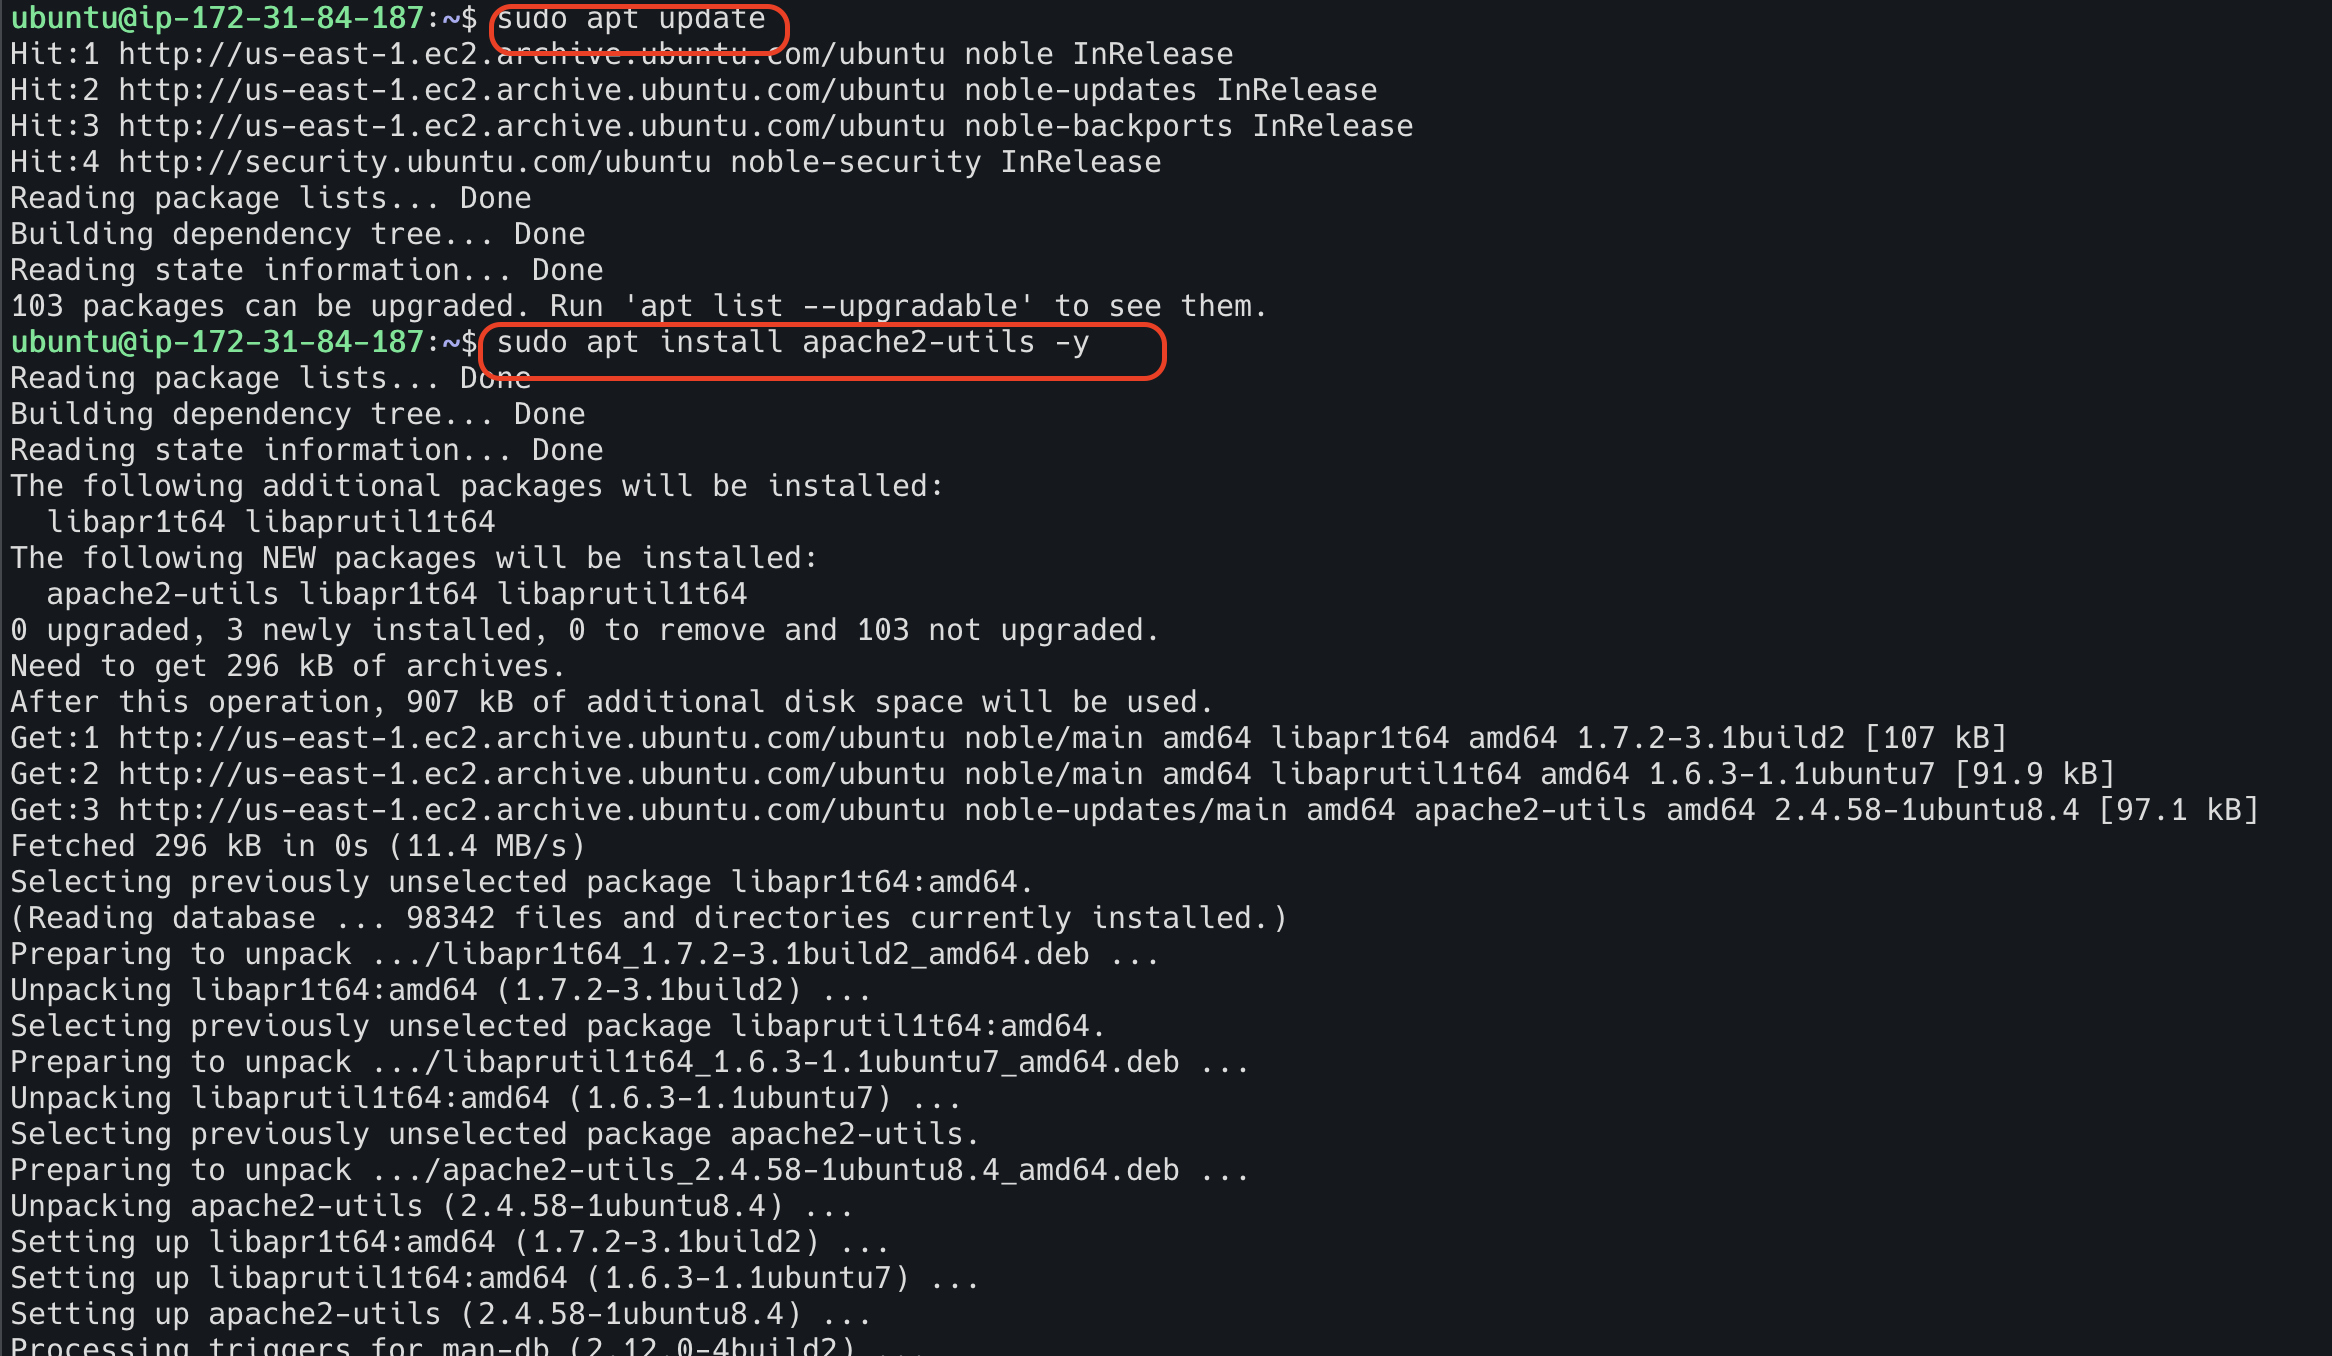 ubuntu@ip-172-31-84-187:~$ sudo apt update
Hit:1 http://us-east-1.ec2.archive.ubuntu.com/ubuntu noble InRelease
Hit:2 http://us-east-1.ec2.archive.ubuntu.com/ubuntu noble-updates InRelease
Hit:3 http://us-east-1.ec2.archive.ubuntu.com/ubuntu noble-backports InRelease
Hit:4 http://security.ubuntu.com/ubuntu noble-security InRelease
Reading package lists... Done
Building dependency tree... Done
Reading state information... Done
103 packages can be upgraded. Run 'apt list --upgradable' to see them.
ubuntu@ip-172-31-84-187:~$ sudo apt install apache2-utils -y
Reading package lists... Done
Building dependency tree... Done
Reading state information... Done
The following additional packages will be installed:
  libapr1t64 libaprutil1t64
The following NEW packages will be installed:
  apache2-utils libapr1t64 libaprutil1t64
0 upgraded, 3 newly installed, 0 to remove and 103 not upgraded.
Need to get 296 kB of archives.
After this operation, 907 kB of additional disk space will be used.
Get:1 http://us-east-1.ec2.archive.ubuntu.com/ubuntu noble/main amd64 libapr1t64 amd64 1.7.2-3.1build2 [107 kB]
Get:2 http://us-east-1.ec2.archive.ubuntu.com/ubuntu noble/main amd64 libaprutil1t64 amd64 1.6.3-1.1ubuntu7 [91.9 kB]
Get:3 http://us-east-1.ec2.archive.ubuntu.com/ubuntu noble-updates/main amd64 apache2-utils amd64 2.4.58-1ubuntu8.4 [97.1 kB]
Fetched 296 kB in 0s (11.4 MB/s)
Selecting previously unselected package libapr1t64:amd64.
(Reading database ... 98342 files and directories currently installed.)
Preparing to unpack .../libapr1t64_1.7.2-3.1build2_amd64.deb ...
Unpacking libapr1t64:amd64 (1.7.2-3.1build2) ...
Selecting previously unselected package libaprutil1t64:amd64.
Preparing to unpack .../libaprutil1t64_1.6.3-1.1ubuntu7_amd64.deb ...
Unpacking libaprutil1t64:amd64 (1.6.3-1.1ubuntu7) ...
Selecting previously unselected package apache2-utils.
Preparing to unpack .../apache2-utils_2.4.58-1ubuntu8.4_amd64.deb ...
Unpacking apache2-utils (2.4.58-1ubuntu8.4) ...
Setting up libapr1t64:amd64 (1.7.2-3.1build2) ...
Setting up libaprutil1t64:amd64 (1.6.3-1.1ubuntu7) ...
Setting up apache2-utils (2.4.58-1ubuntu8.4) ...
Processing triggers for man-db (2.12.0-4build2) ...